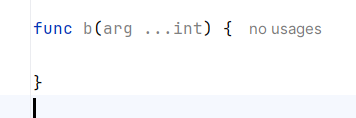 func b(arg ...int) { no usages
}